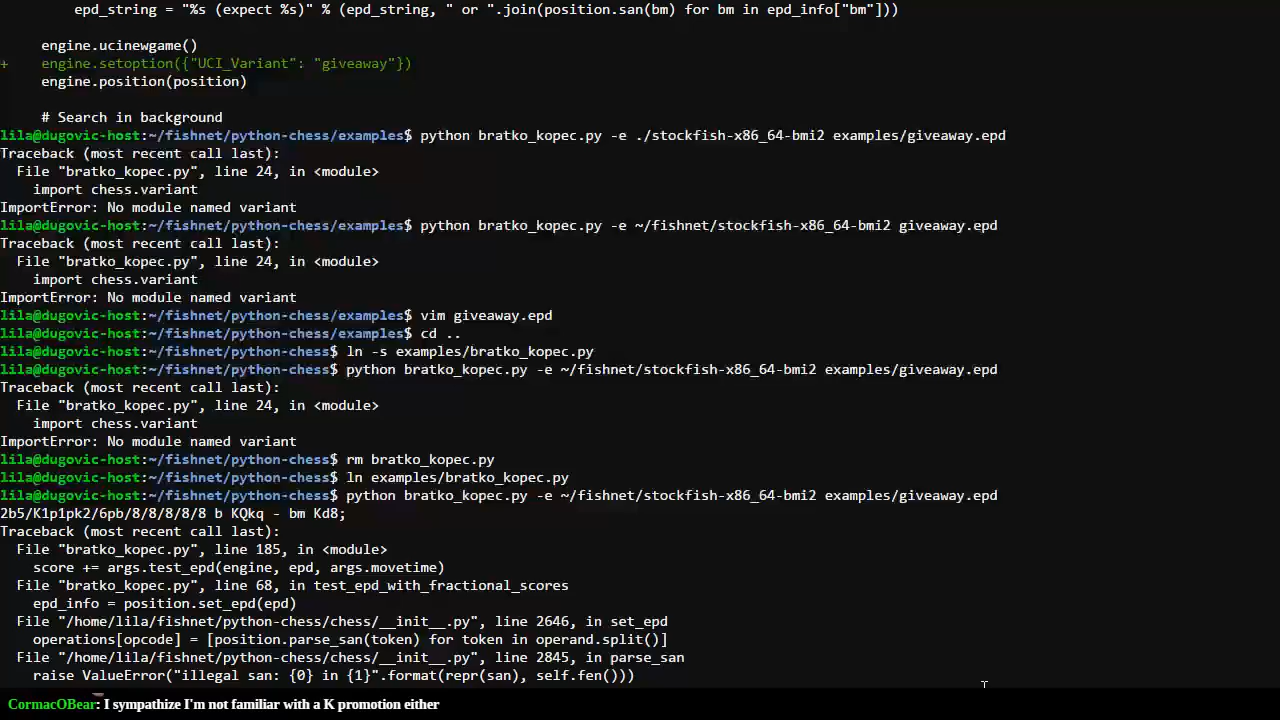 epd_string = "%s (expect %s)" % (epd_string, " or ".join(position.san(bm) for bm in epd_info["bm"]))
engine.ucinewgame()
+ engine.setoption({"UCI_Variant": "giveaway"})
engine.position(position)
# Search in background
lila@dugovic-host:~/fishnet/python-chess/examples$ python bratko_kopec.py -e ./stockfish-x86_64-bmi2 examples/giveaway.epd
Traceback (most recent call last):
File "bratko_kopec.py", line 24, in <module>
import chess.variant
ImportError: No module named variant
lila@dugovic-host:~/fishnet/python-chess/examples$ python bratko_kopec.py -e ~/fishnet/stockfish-x86_64-bmi2 giveaway.epd
Traceback (most recent call last):
File "bratko_kopec.py", line 24, in <module>
import chess.variant
ImportError: No module named variant
lila@dugovic-host:~/fishnet/python-chess/examples$ vim giveaway.epd
lila@dugovic-host:~/fishnet/python-chess/examples$ cd ..
lila@dugovic-host:~/fishnet/python-chess$ ln -s examples/bratko_kopec.py
lila@dugovic-host:~/fishnet/python-chess$ python bratko_kopec.py -e ~/fishnet/stockfish-x86_64-bmi2 examples/giveaway.epd
Traceback (most recent call last):
File "bratko_kopec.py", line 24, in <module>
import chess.variant
ImportError: No module named variant
lila@dugovic-host:~/fishnet/python-chess$ rm bratko_kopec.py
lila@dugovic-host:~/fishnet/python-chess$ ln examples/bratko_kopec.py
lila@dugovic-host:~/fishnet/python-chess$ python bratko_kopec.py -e ~/fishnet/stockfish-x86_64-bmi2 examples/giveaway.epd
2b5/K1p1pk2/6pb/8/8/8/8/8 b KQkq - bm Kd8;
Traceback (most recent call last):
File "bratko_kopec.py", line 185, in <module>
score += args.test_epd(engine, epd, args.movetime)
File "bratko_kopec.py", line 68, in test_epd_with_fractional_scores
epd_info = position.set_epd(epd)
File "/home/lila/fishnet/python-chess/chess/__init__.py", line 2646, in set_epd
operations[opcode] = [position.parse_san(token) for token in operand.split()]
File "/home/lila/fishnet/python-chess/chess/__init__.py", line 2845, in parse_san
raise ValueError("illegal san: {0} in {1}".format(repr(san), self.fen()))
CormacOBear: I sympathize I'm not familiar with a K promotion either